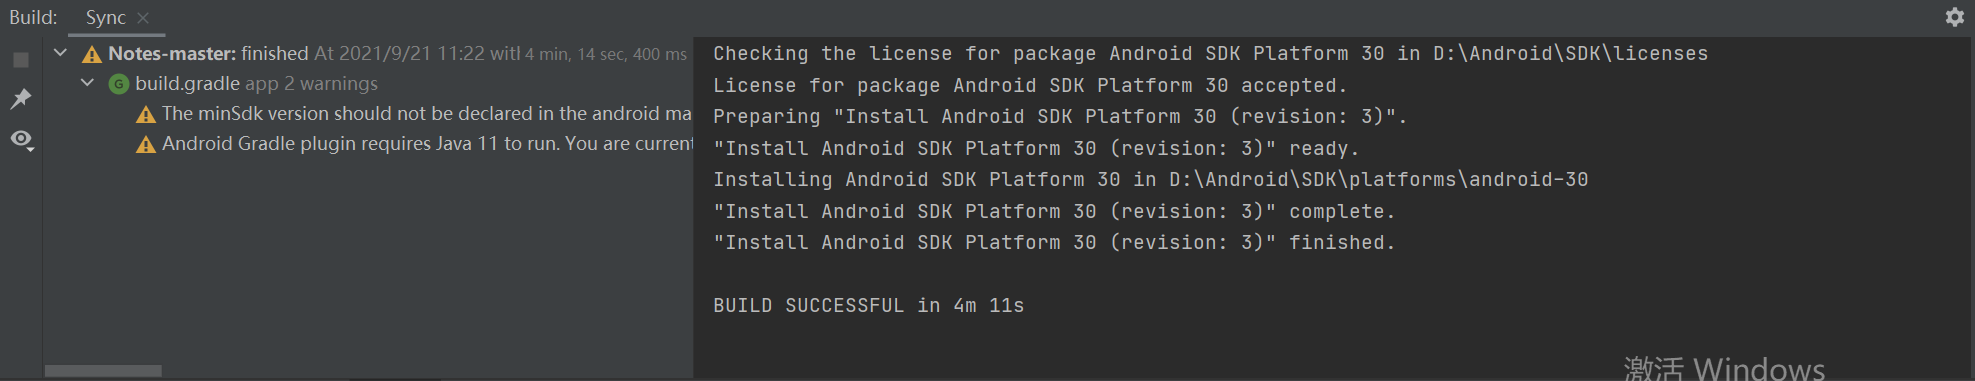 Build: Sync
Notes-master: finished At 2021/9/21 11:22 with 4 min, 14 sec, 400 ms
build.gradle app 2 warnings
The minSdk version should not be declared in the android ma
Android Gradle plugin requires Java 11 to run. You are current
Checking the license for package Android SDK Platform 30 in D:\Android\SDK\licenses
License for package Android SDK Platform 30 accepted.
Preparing "Install Android SDK Platform 30 (revision: 3)".
"Install Android SDK Platform 30 (revision: 3)" ready.
Installing Android SDK Platform 30 in D:\Android\SDK\platforms\android-30
"Install Android SDK Platform 30 (revision: 3)" complete.
"Install Android SDK Platform 30 (revision: 3)" finished.
BUILD SUCCESSFUL in 4m 11s
激活 Windows